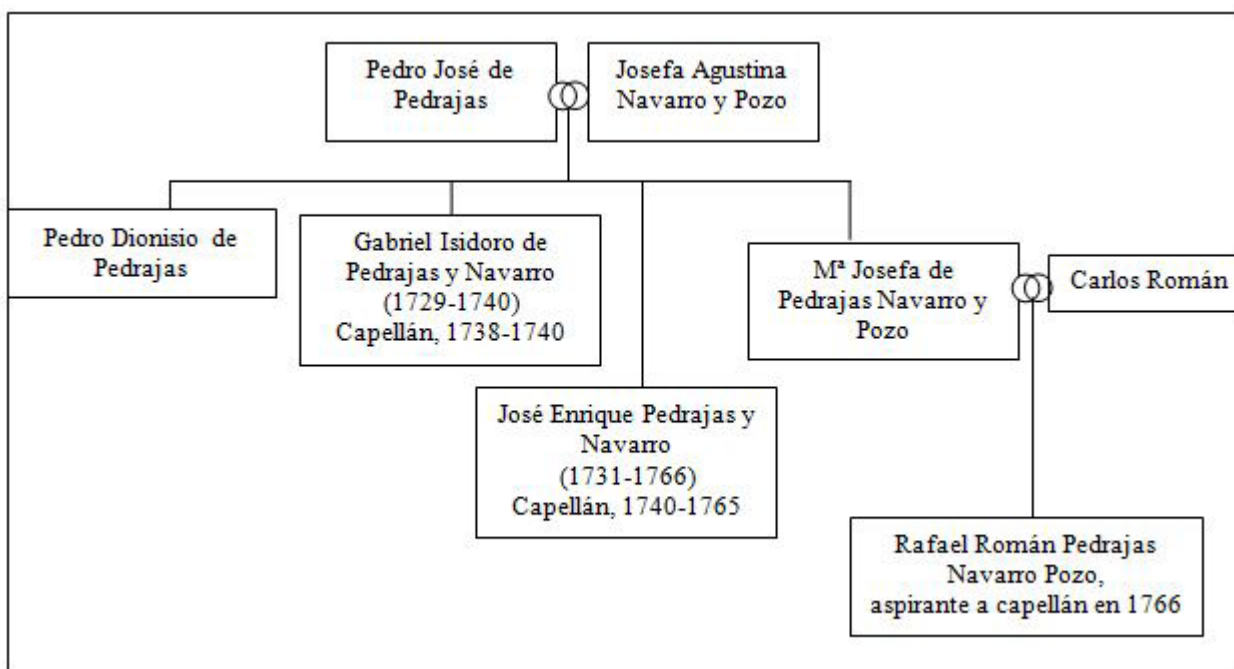 Pedro José de
Pedrajas
Josefa Agustina
Navarro y Pozo
Pedro Dionisio de
Pedrajas
Gabriel Isidoro de
Pedrajas y Navarro
(1729-1740)
Capellán, 1738-1740
Mª Josefa de
Pedrajas Navarro y
Pozo
Carlos Román
José Enrique Pedrajas y
Navarro
(1731-1766)
Capellán, 1740-1765
Rafael Román Pedrajas
Navarro Pozo,
aspirante a capellán en 1766